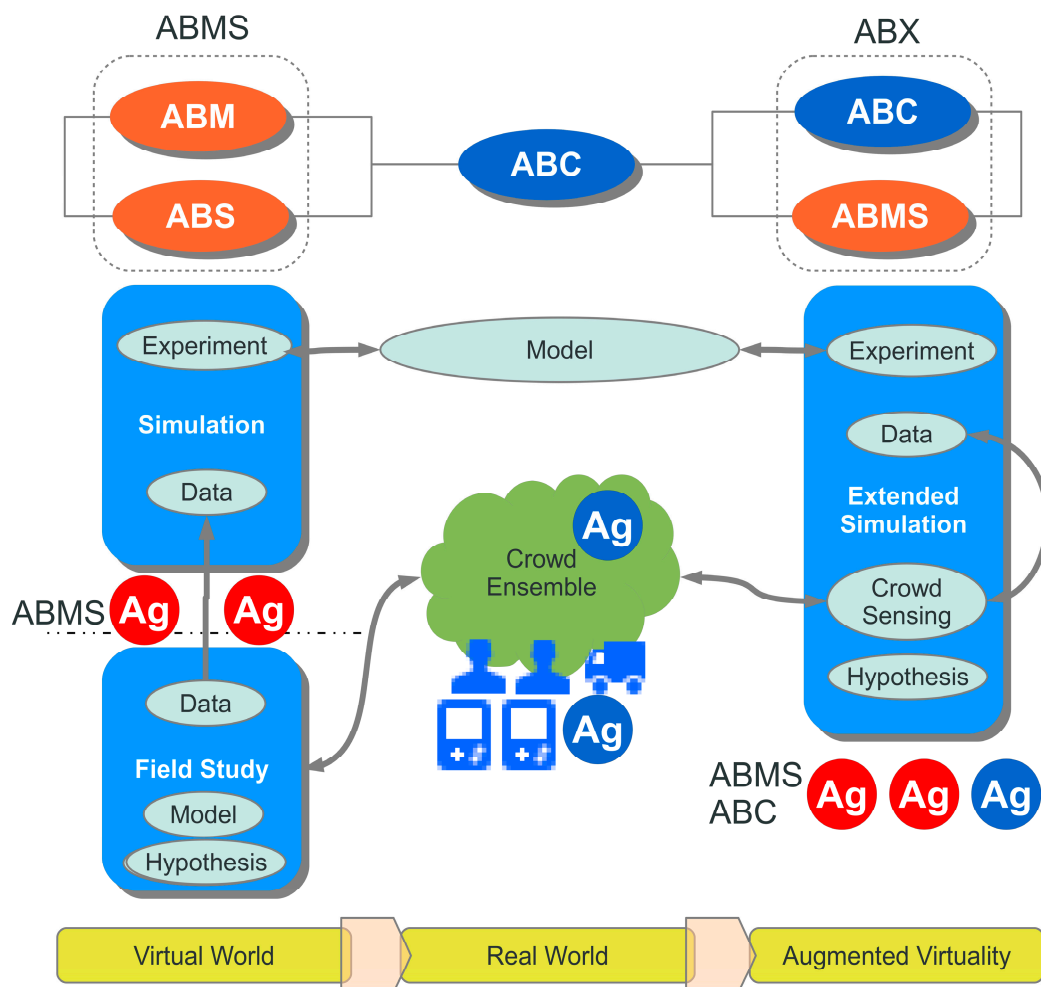 ABMS
ABX
ABM
ABC
ABC
ABS
ABMS
Experiment
Model
Experiment
Simulation
Data
Data
Extended
Simulation
Ag
Crowd
Ensemble
ABMS
Ag
Ag
Crowd
Sensing
Hypothesis
Data
Ag
Field Study
Model
Hypothesis
ABMS
ABC
Ag
Ag
Ag
Virtual World
Real World
Augmented Virtuality